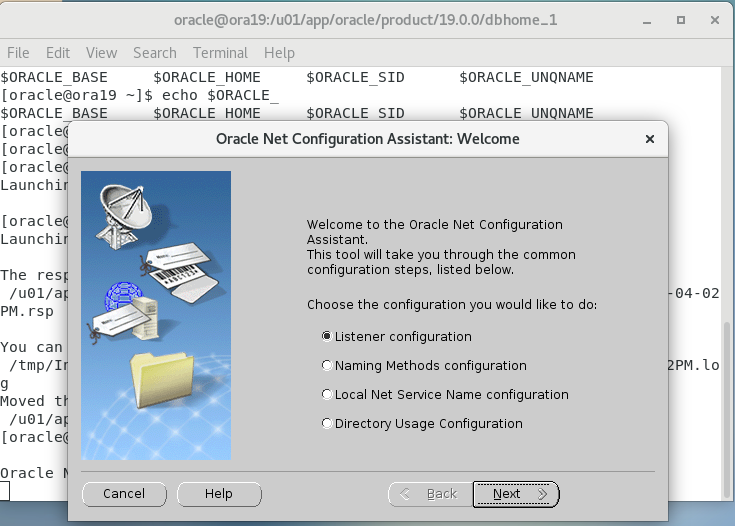 oracle@ora19:/u01/app/oracle/product/19.0.0/dbhome_1
File Edit View Search Terminal Help
$ORACLE_BASE $ORACLE_HOME $ORACLE_SID $ORACLE_UNQNAME
[oracle@ora19 ~]$ echo $ORACLE_
$ORACLE_BASE $ORACLE_HOME $ORACLE_SID $ORACLE_UNQNAME
[oracle@
[oracle@
[oracle@
Launchin
[oracle@
Launchin
The resp
/u01/ap -04-02
PM.rsp
You can
/tmp/In 2PM.lo
g
Moved th
/u01/ap
[oracle@
Oracle N
Oracle Net Configuration Assistant: Welcome
Welcome to the Oracle Net Configuration
Assistant.
This tool will take you through the common
configuration steps, listed below.
Choose the configuration you would like to do:
Listener configuration
Naming Methods configuration
Local Net Service Name configuration
Directory Usage Configuration
Cancel Help Back Next